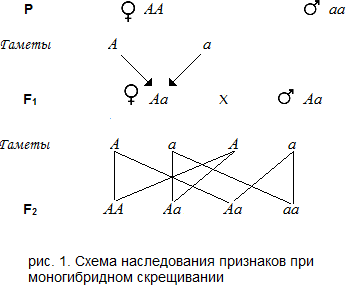 P ♀ AA ♂ aa
Гаметы A a
F₁ ♀ Aa X ♂ Aa
Гаметы A a A a
F₂ AA Aa Aa aa
рис. 1. Схема наследования признаков при
моногибридном скрещивании